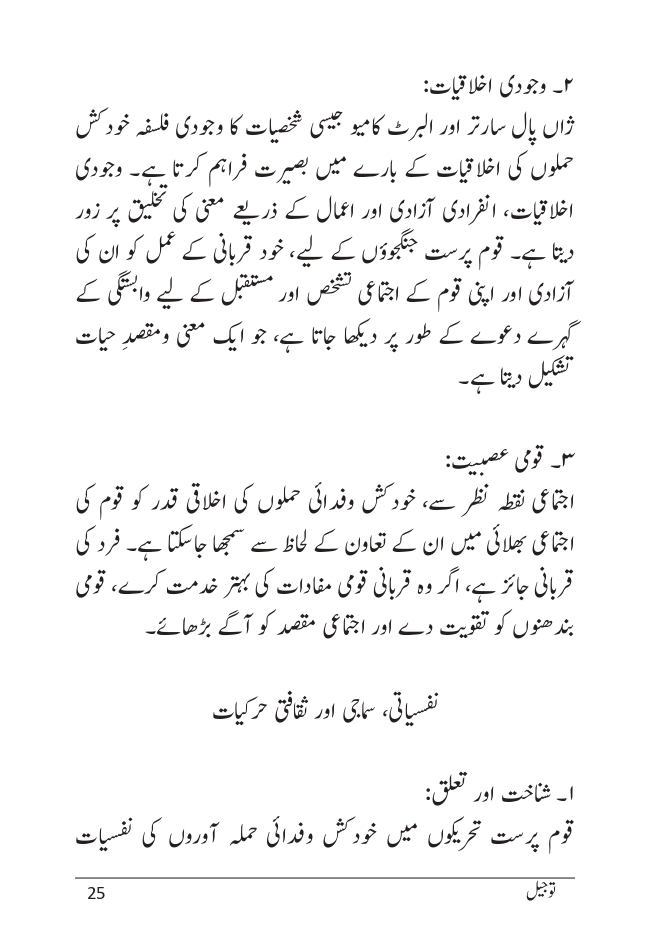 ۲۔ وجودی اخلاقیات:
ژاں پال سارتر اور البرٹ کامیو جیسی شخصیات کا وجودی فلسفہ خودکش
حملوں کی اخلاقیات کے بارے میں بصیرت فراہم کرتا ہے۔ وجودی
اخلاقیات، انفرادی آزادی اور اعمال کے ذریعے معنی کی تخلیق پر زور
دیتا ہے۔ قوم پرست جنگجوؤں کے لیے، خود قربانی کے عمل کو ان کی
آزادی اور اپنی قوم کے اجتماعی تشخص اور مستقبل کے لیے وابستگی کے
گہرے دعوے کے طور پر دیکھا جاتا ہے، جو ایک معنی ومقصدِ حیات
تشکیل دیتا ہے۔
۳۔ قومی عصبیت:
اجتماعی نقطہ نظر سے، خودکش وفدائی حملوں کی اخلاقی قدر کو قوم کی
اجتماعی بھلائی میں ان کے تعاون کے لحاظ سے سمجھا جاسکتا ہے۔ فرد کی
قربانی جائز ہے، اگر وہ قربانی قومی مفادات کی بہتر خدمت کرے، قومی
بندھنوں کو تقویت دے اور اجتماعی مقصد کو آگے بڑھائے۔
نفسیاتی، سماجی اور ثقافتی حرکیات
۱۔ شناخت اور تعلق:
قوم پرست تحریکوں میں خودکش وفدائی حملہ آوروں کی نفسیات
توجیل
25